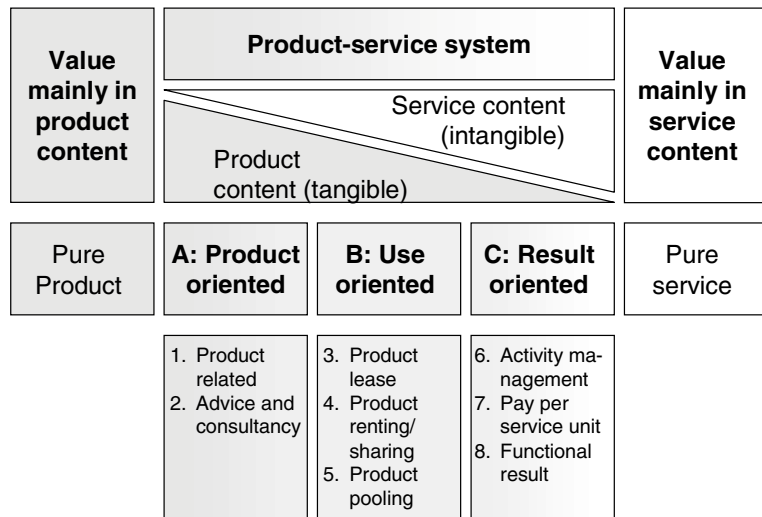 Value
mainly in
product
content
Product-service system
Service content
(intangible)
Product
content (tangible)
Value
mainly in
service
content
Pure
Product
A: Product
oriented
B: Use
oriented
C: Result
oriented
Pure
service
1. Product
related
2. Advice and
consultancy
3. Product
lease
4. Product
renting/
sharing
5. Product
pooling
6. Activity ma-
nagement
7. Pay per
service unit
8. Functional
result